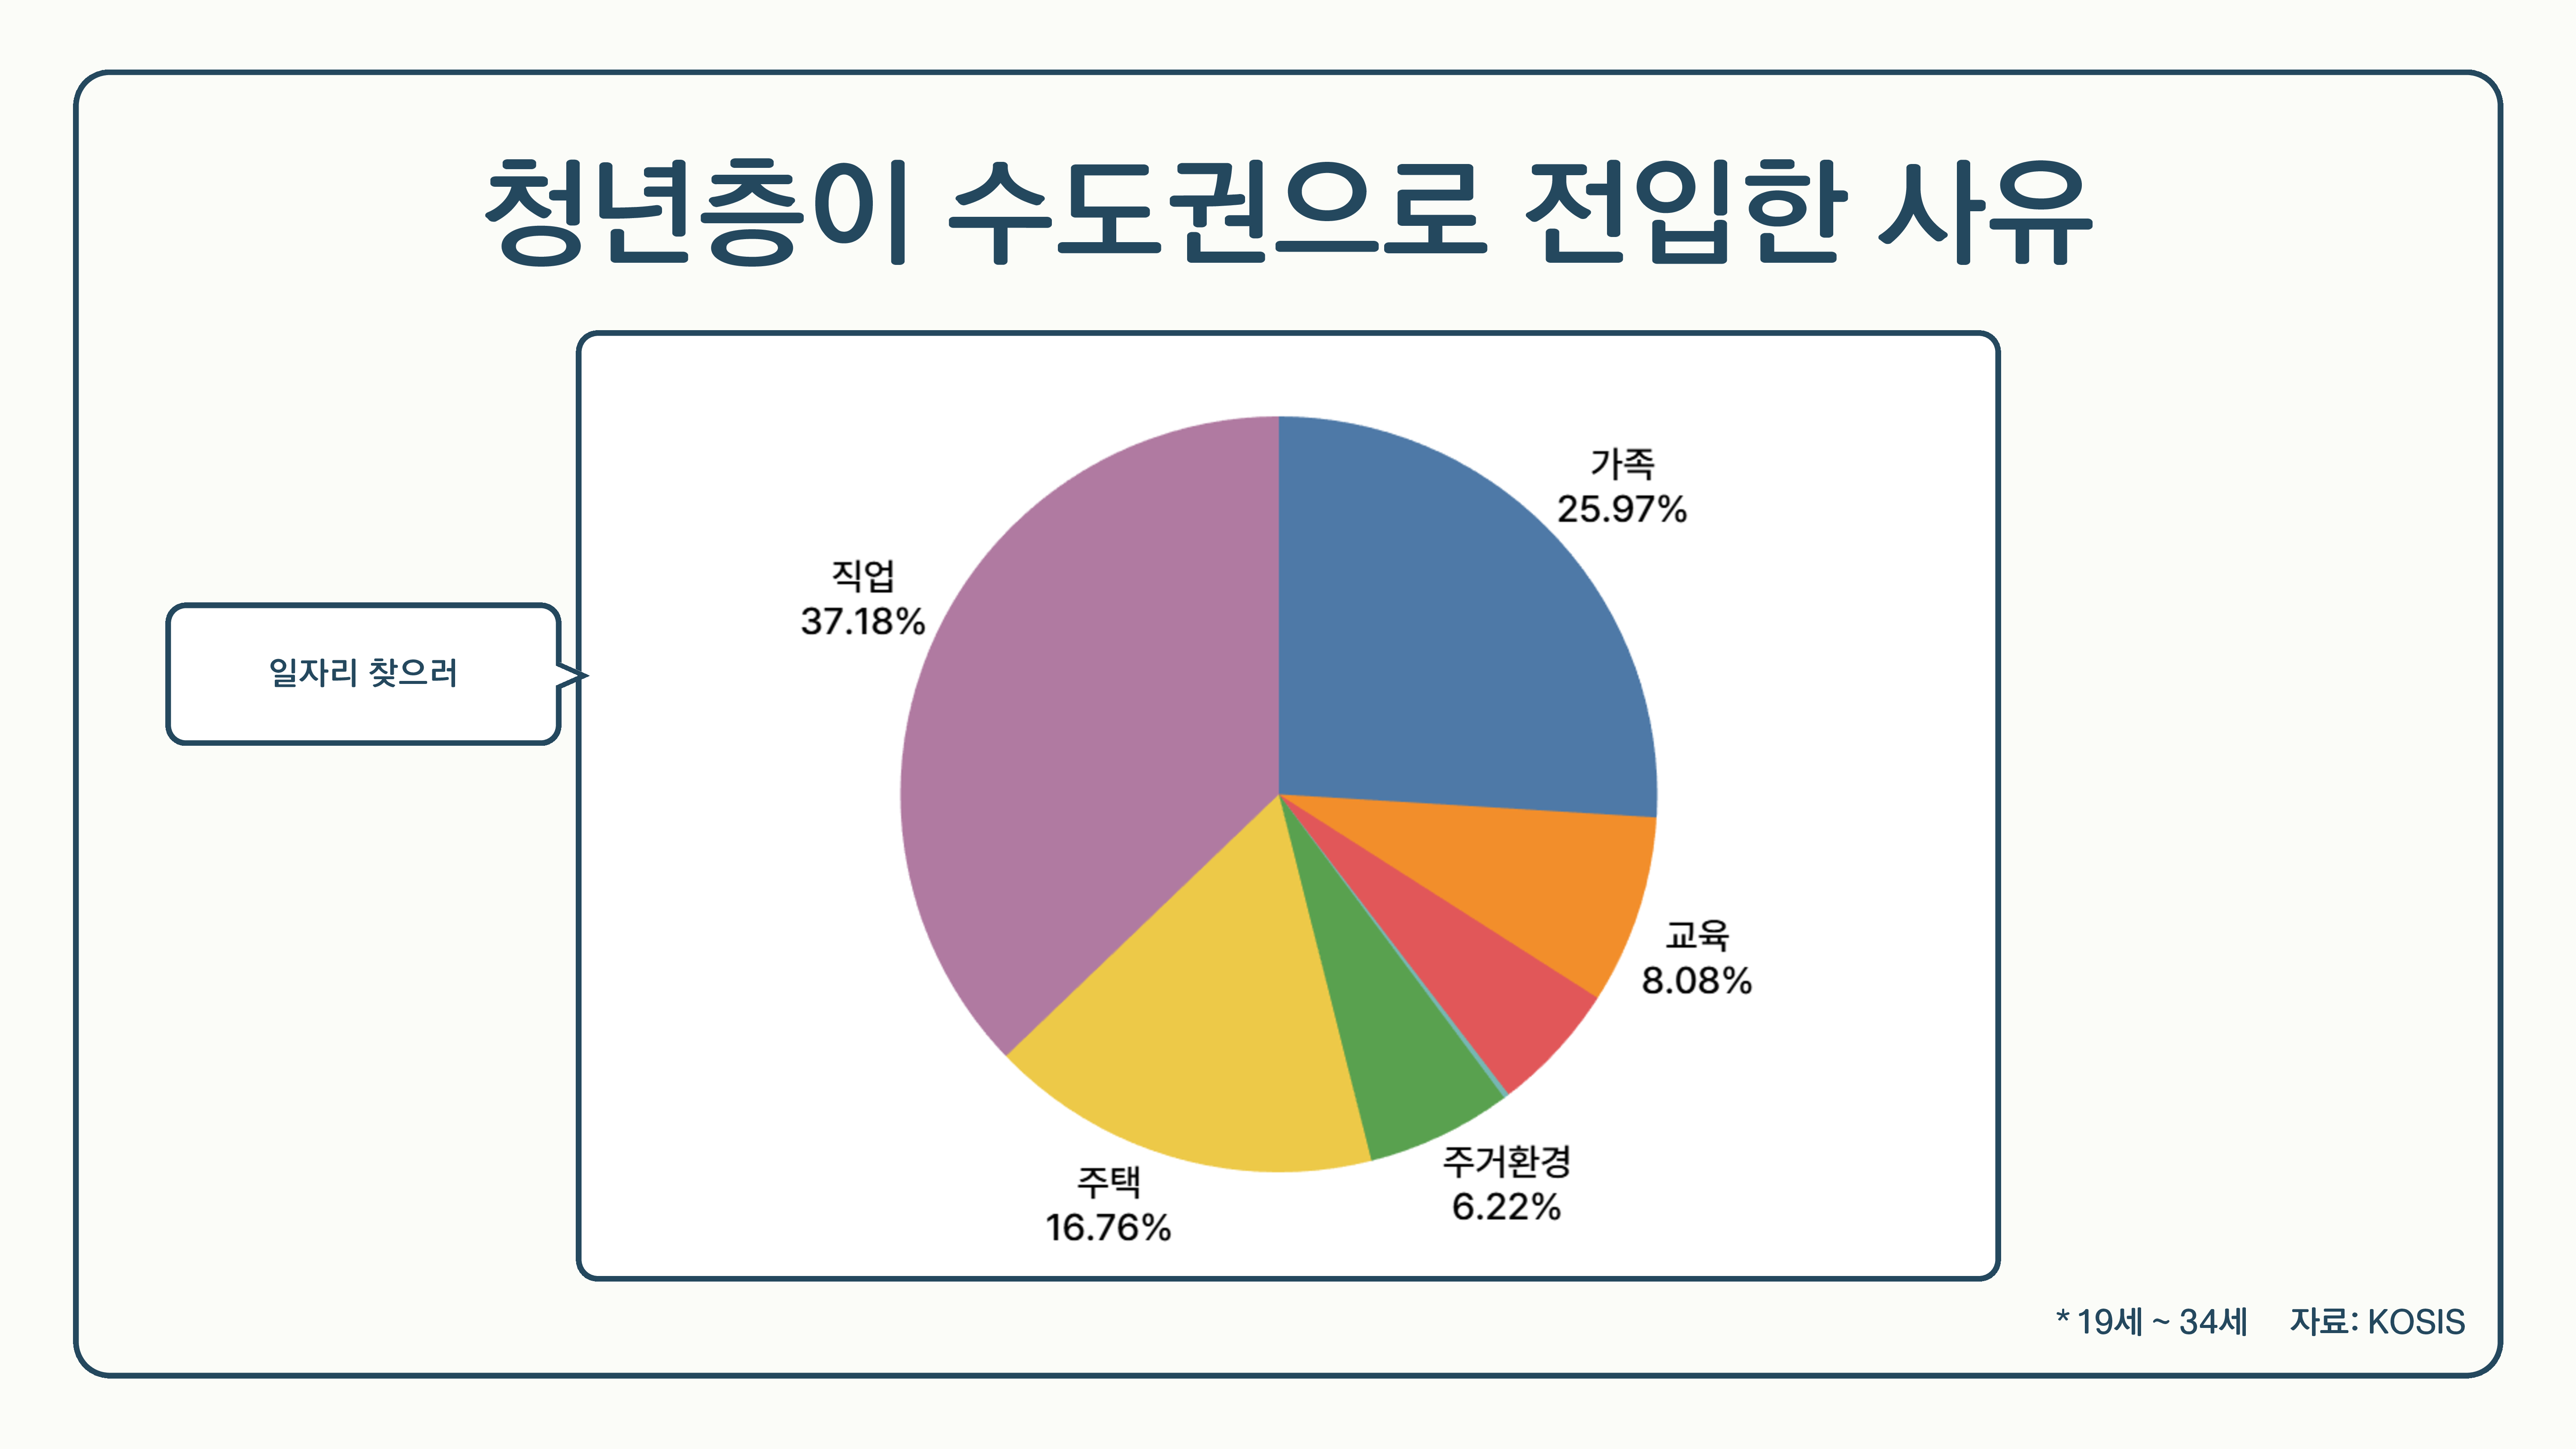 청년층이 수도권으로 전입한 사유
가족
25.97%
직업
37.18%
일자리 찾으러
교육
8.08%
주거환경
6.22%
주택
16.76%
* 19세 ~ 34세 자료: KOSIS